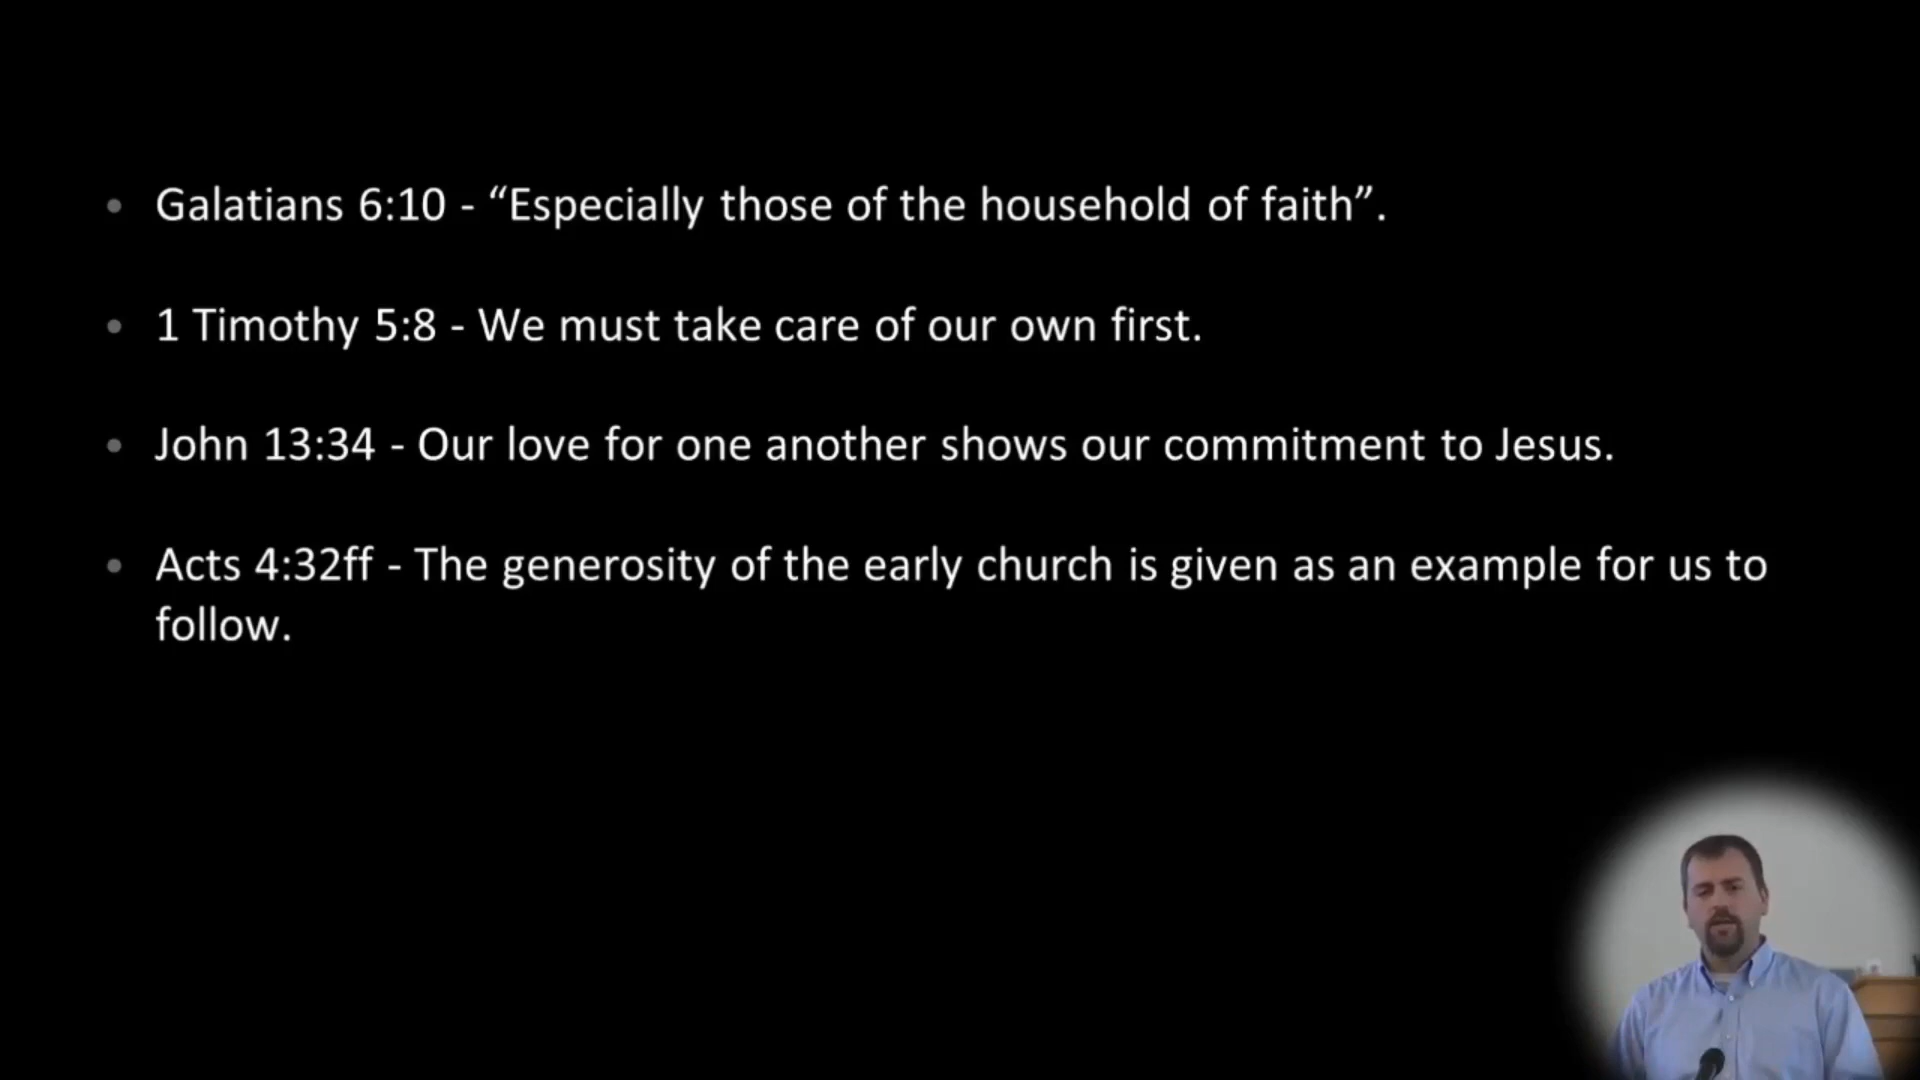 • Galatians 6:10 - “Especially those of the household of faith”.
• 1 Timothy 5:8 - We must take care of our own first.
• John 13:34 - Our love for one another shows our commitment to Jesus.
• Acts 4:32ff - The generosity of the early church is given as an example for us to
follow.